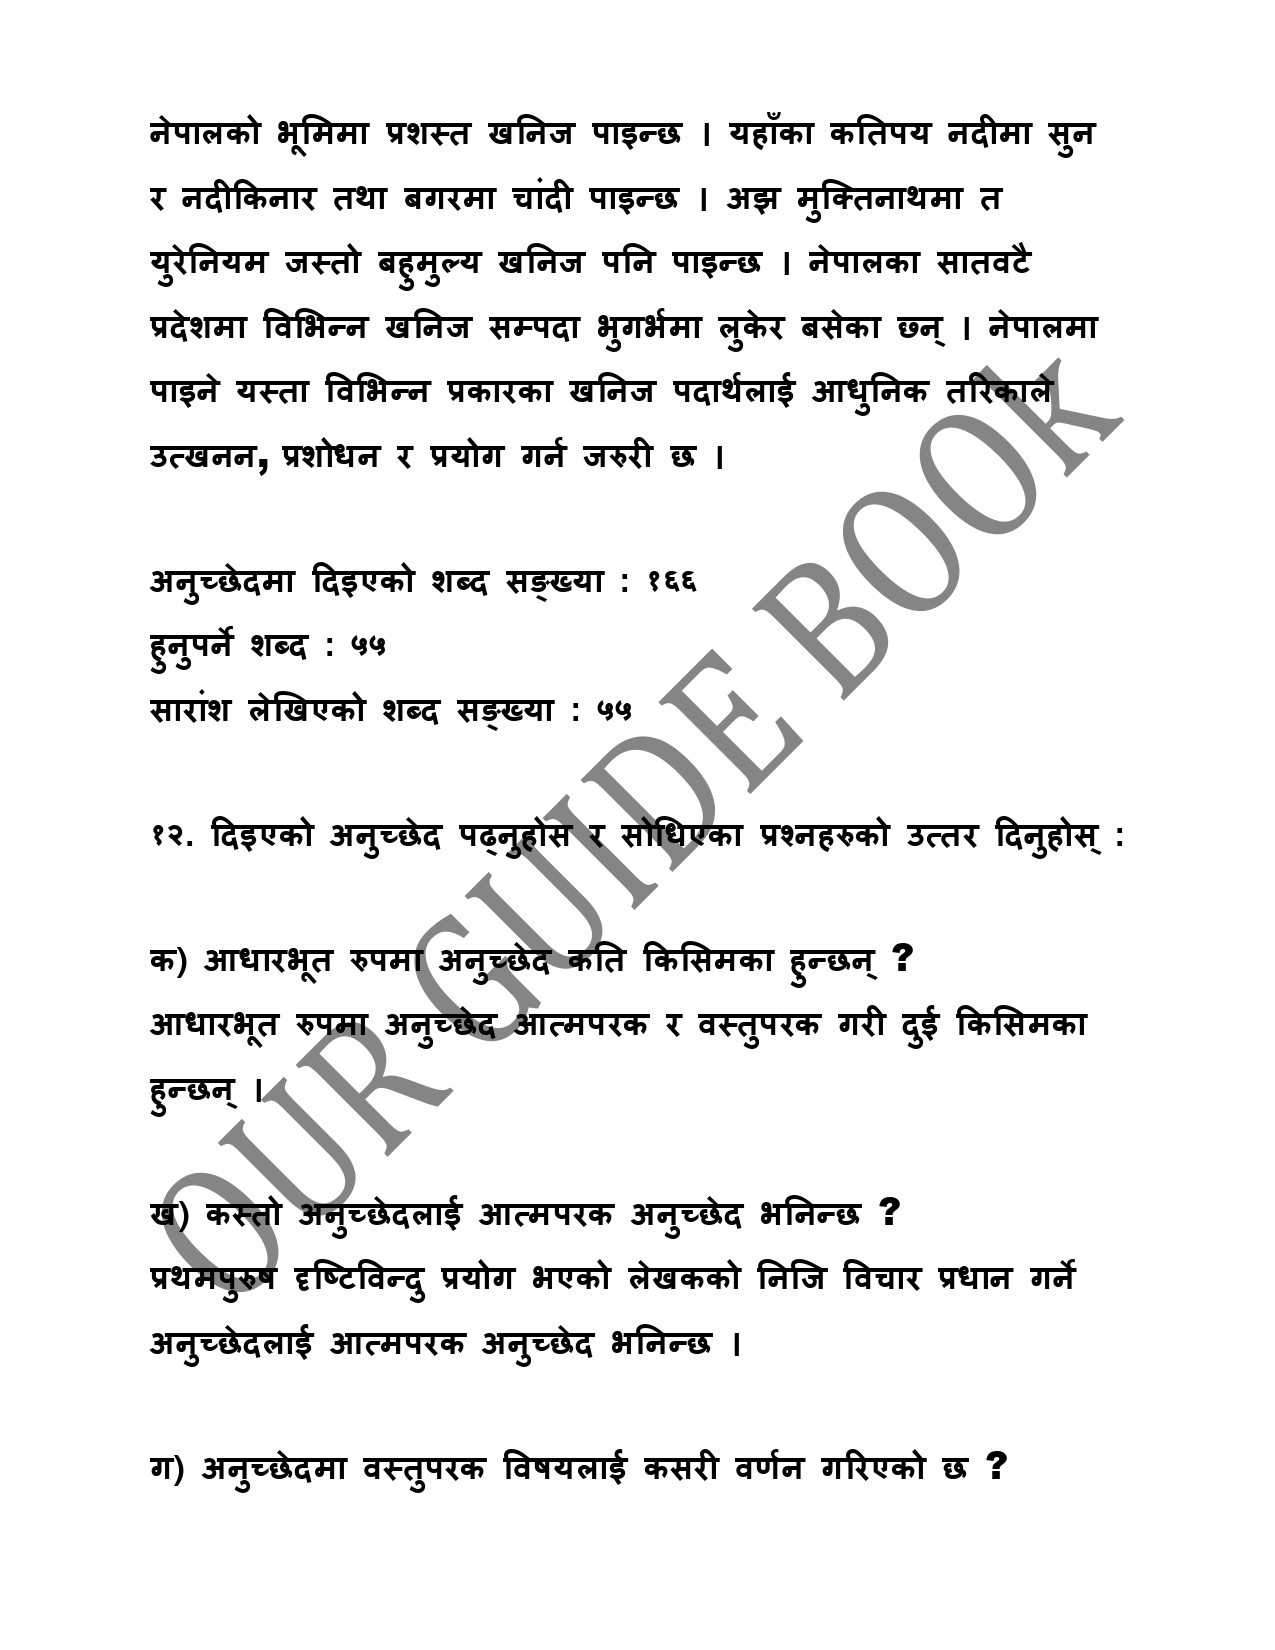 नेपालको भूमिमा प्रशस्त खनिज पाइन्छ । यहाँका कतिपय नदीमा सुन
र नदीकिनार तथा बगरमा चांदी पाइन्छ । अझ मुक्तिनाथमा त
युरेनियम जस्तो बहुमुल्य खनिज पनि पाइन्छ । नेपालका सातवटै
प्रदेशमा विभिन्न खनिज सम्पदा भुगर्भमा लुकेर बसेका छन् । नेपालमा
पाइने यस्ता विभिन्न प्रकारका खनिज पदार्थलाई आधुनिक तरिकाले
उत्खनन, प्रशोधन र प्रयोग गर्न जरुरी छ ।
अनुच्छेदमा दिइएको शब्द सङ्ख्या : १६६
हुनुपर्ने शब्द : ५५
सारांश लेखिएको शब्द सङ्ख्या : ५५
१२. दिइएको अनुच्छेद पढ्नुहोस र सोधिएका प्रश्नहरुको उत्तर दिनुहोस् :
क) आधारभूत रुपमा अनुच्छेद कति किसिमका हुन्छन् ?
आधारभूत रुपमा अनुच्छेद आत्मपरक र वस्तुपरक गरी दुई किसिमका
हुन्छन् ।
ख) कस्तो अनुच्छेदलाई आत्मपरक अनुच्छेद भनिन्छ ?
प्रथमपुरुष दृष्टिविन्दु प्रयोग भएको लेखकको निजि विचार प्रधान गर्ने
अनुच्छेदलाई आत्मपरक अनुच्छेद भनिन्छ ।
ग) अनुच्छेदमा वस्तुपरक विषयलाई कसरी वर्णन गरिएको छ ?
OUR GUIDE BOOk